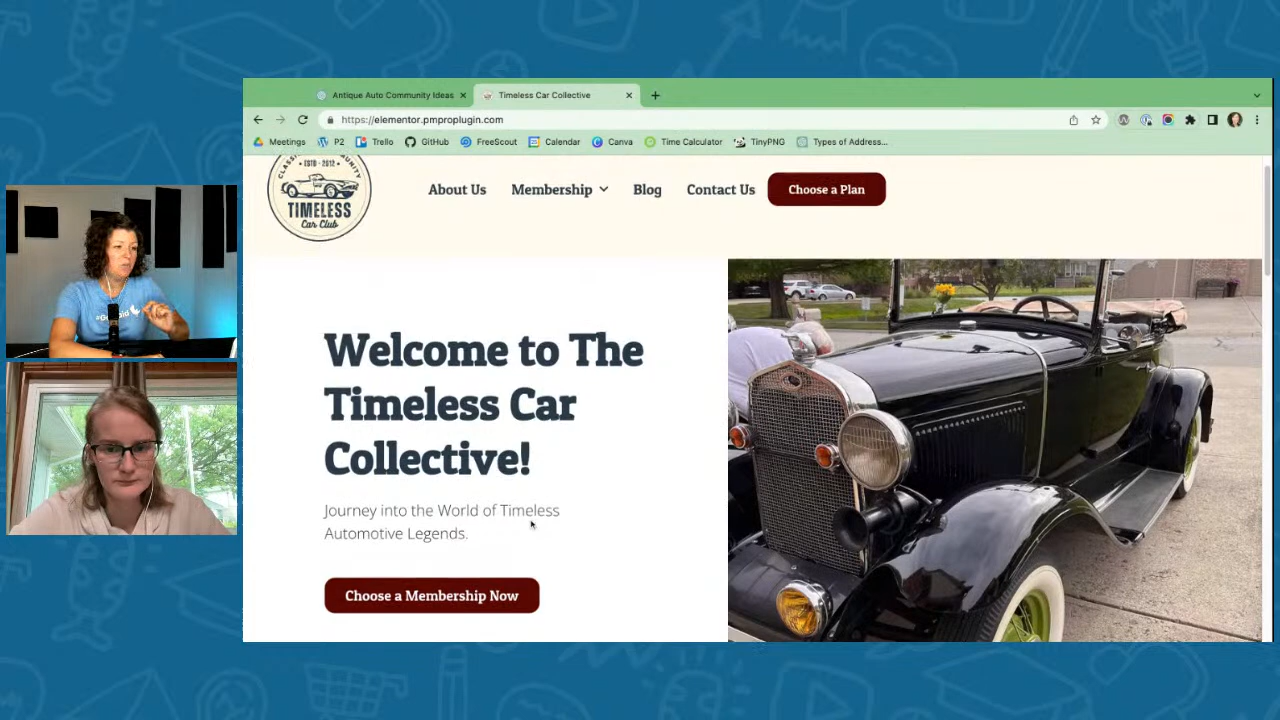 Antique Auto Community Ideas
Timeless Car Collective
https://elementor.pmproplugin.com
Meetings P2 Trello GitHub FreeScout Calendar Canva Time Calculator TinyPNG Types of Address...
ESTD · 2012
TIMELESS
Car Club
About Us Membership Blog Contact Us Choose a Plan
Welcome to The
Timeless Car
Collective!
Journey into the World of Timeless
Automotive Legends.
Choose a Membership Now